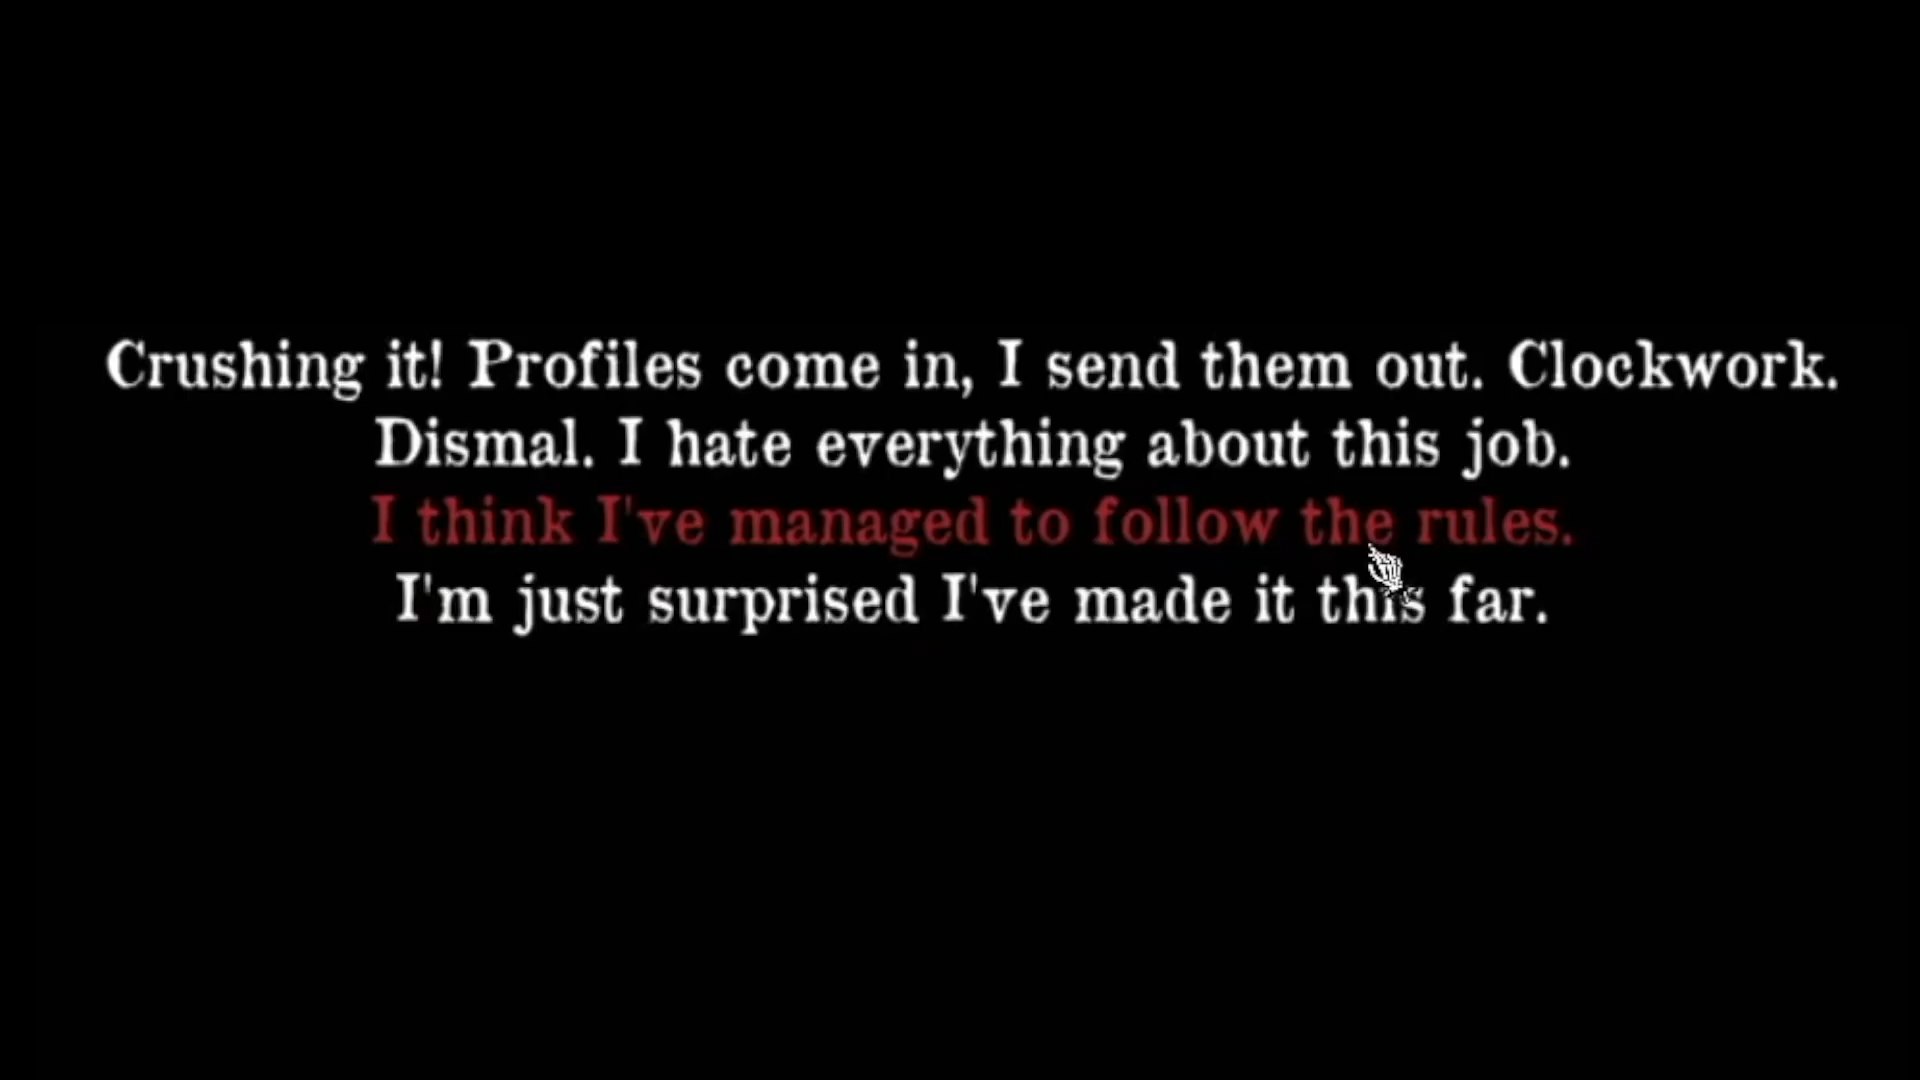 Crushing it! Profiles come in, I send them out. Clockwork.
Dismal. I hate everything about this job.
I think I've managed to follow the rules.
I'm just surprised I've made it this far.